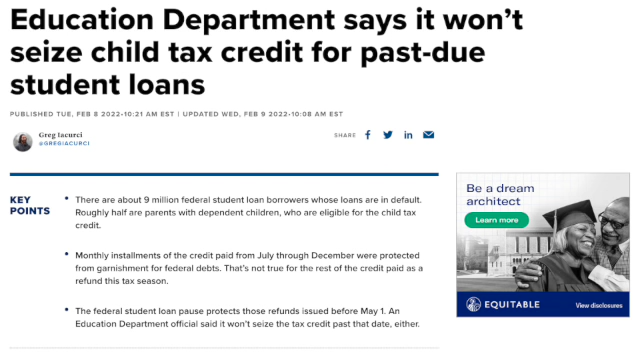 Education Department says it won't
seize child tax credit for past-due
student loans
PUBLISHED TUE, FEB 8 2022•10:21 AM EST | UPDATED WED, FEB 9 2022•10:08 AM EST
Greg Iacurci
@GREGIACURCI
SHARE
KEY
POINTS
• There are about 9 million federal student loan borrowers whose loans are in default.
Roughly half are parents with dependent children, who are eligible for the child tax
credit.
• Monthly installments of the credit paid from July through December were protected
from garnishment for federal debts. That's not true for the rest of the credit paid as a
refund this tax season.
• The federal student loan pause protects those refunds issued before May 1. An
Education Department official said it won't seize the tax credit past that date, either.
Be a dream
architect
Learn more
EQUITABLE
View disclosures